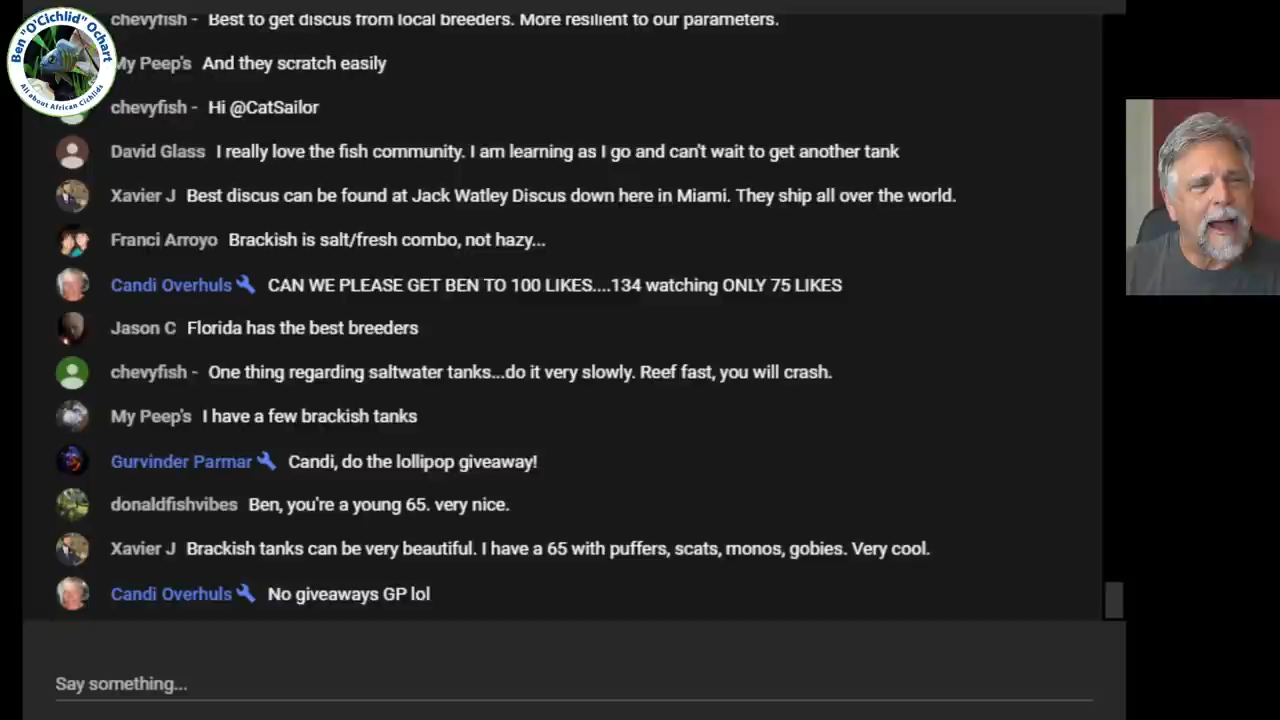 Ben "O'Cichlid" Ochart
All about African Cichlids
chevyfish - Best to get discus from local breeders. More resilient to our parameters.
My Peep's And they scratch easily
chevyfish - Hi @CatSailor
David Glass I really love the fish community. I am learning as I go and can't wait to get another tank
Xavier J Best discus can be found at Jack Watley Discus down here in Miami. They ship all over the world.
Franci Arroyo Brackish is salt/fresh combo, not hazy...
Candi Overhuls CAN WE PLEASE GET BEN TO 100 LIKES....134 watching ONLY 75 LIKES
Jason C Florida has the best breeders
chevyfish - One thing regarding saltwater tanks...do it very slowly. Reef fast, you will crash.
My Peep's I have a few brackish tanks
Gurvinder Parmar Candi, do the lollipop giveaway!
donaldfishvibes Ben, you're a young 65. very nice.
Xavier J Brackish tanks can be very beautiful. I have a 65 with puffers, scats, monos, gobies. Very cool.
Candi Overhuls No giveaways GP lol
Say something...